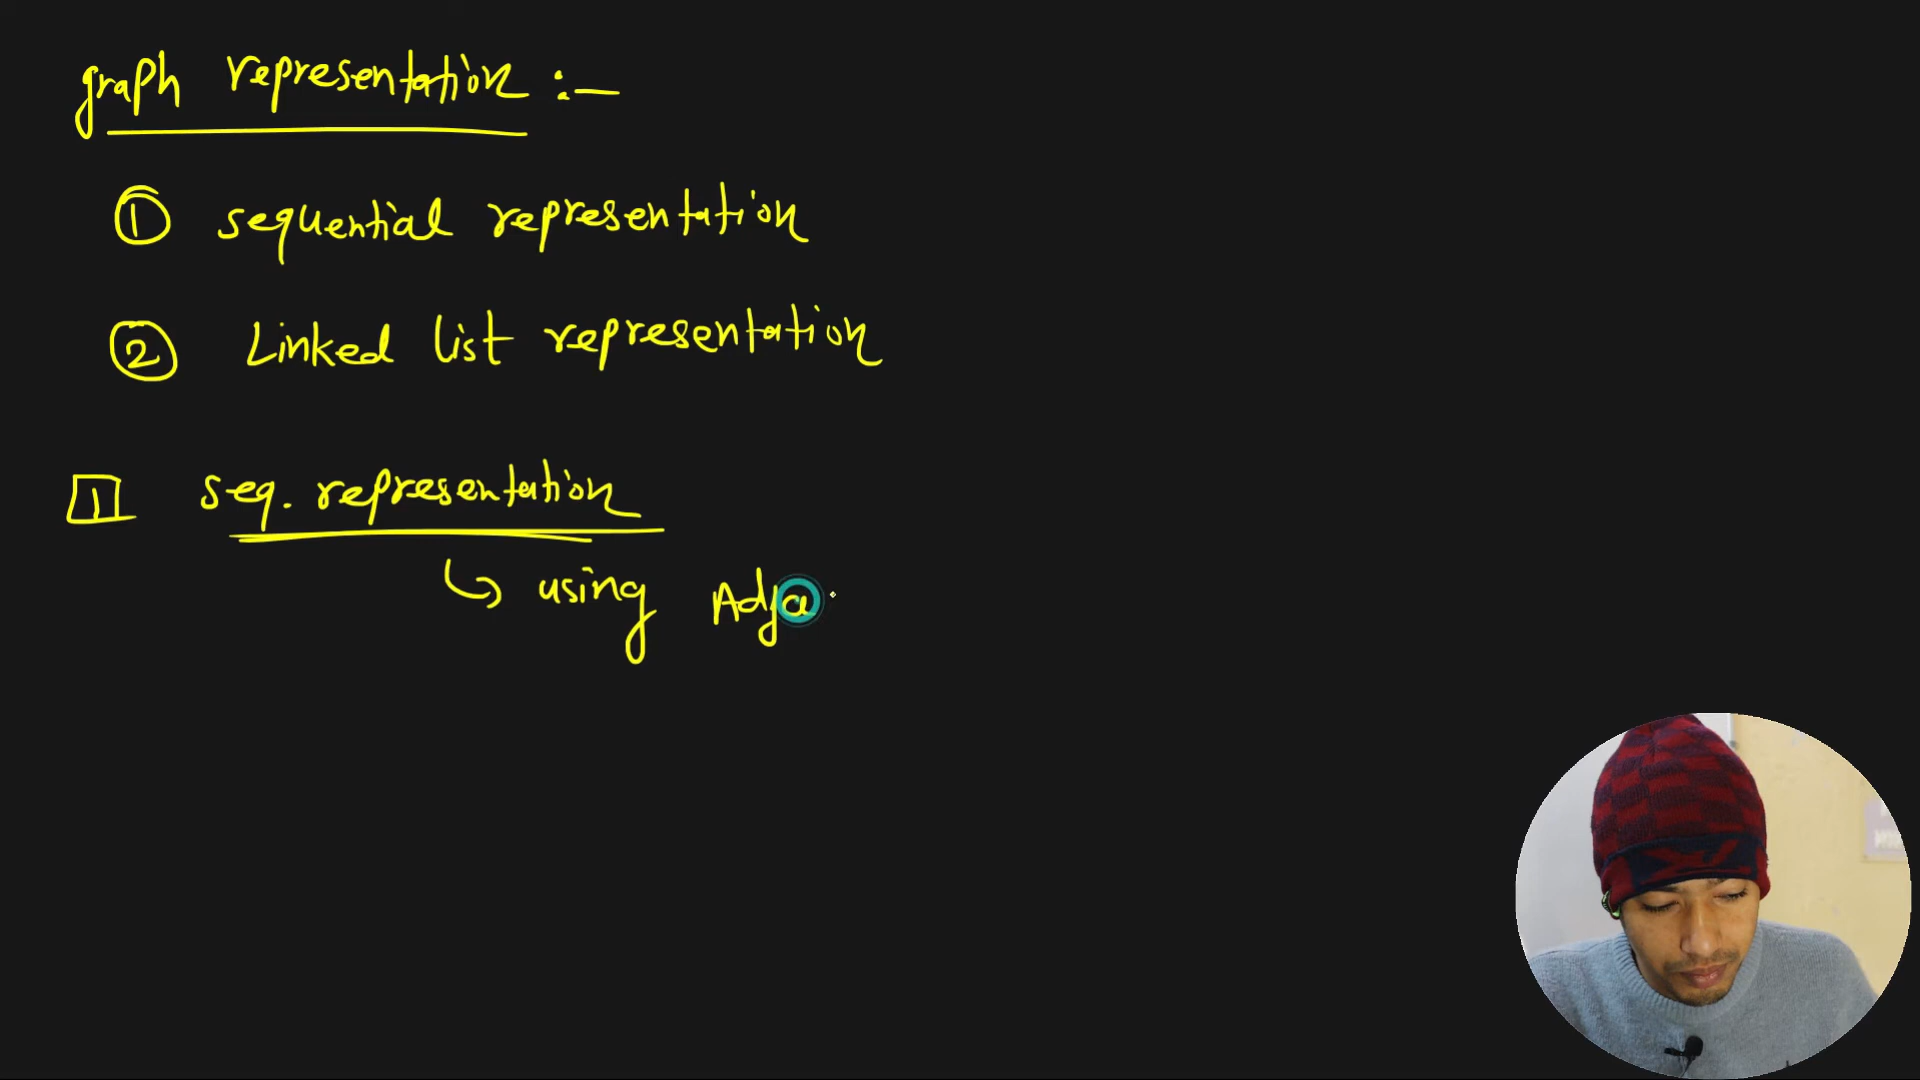 graph representation :—
① sequential representation
② Linked list representation
1 seq. representation
↳ using Adja